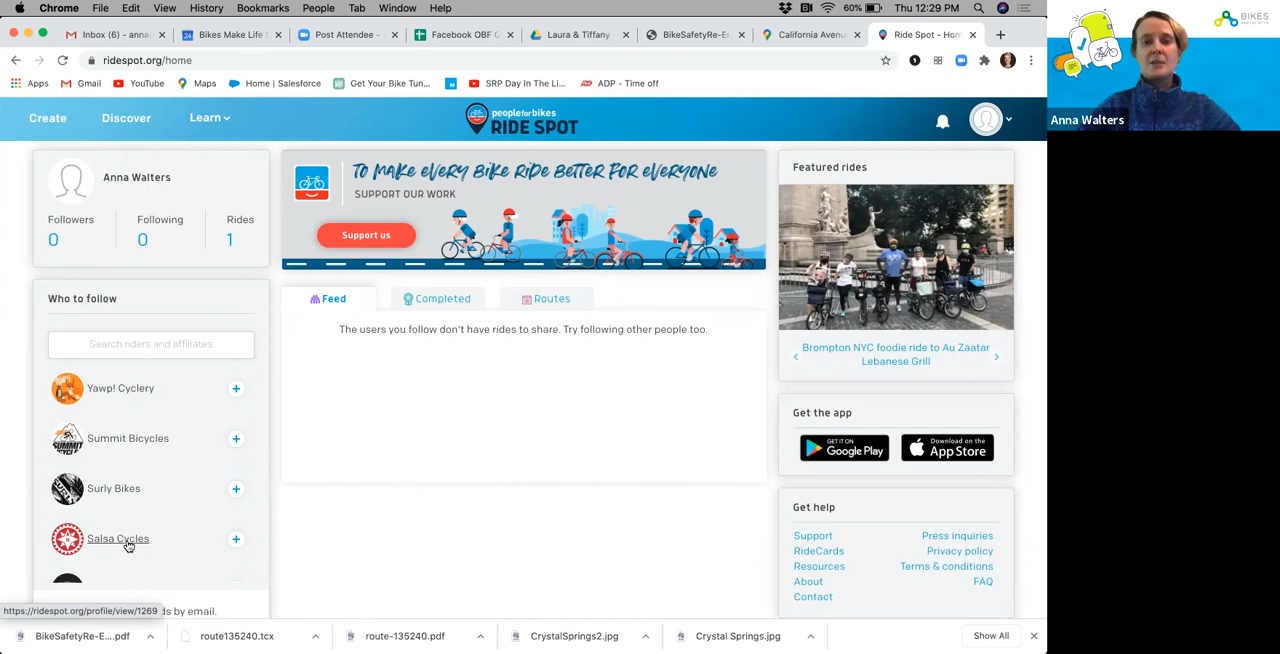 Chrome File Edit View History Bookmarks People Tab Window Help 60% Thu 12:29 PM
Inbox (6) - anna Bikes Make Life Post Attendee - Facebook OBF G Laura & Tiffany - BikeSafetyRe-E California Avenu Ride Spot - Hom
ridespot.org/home
Apps Gmail YouTube Maps Home | Salesforce Get Your Bike Tun... SRP Day In The Li... ADP - Time off
Create Discover Learn
peopleforbikes
RIDE SPOT
BIKES
Anna Walters
Anna Walters
Followers Following Rides
0 0 1
Who to follow
Search riders and affiliates
Yawp! Cyclery
Summit Bicycles
Surly Bikes
Salsa Cycles
https://ridespot.org/profile/view/1269
ds by email.
TO MAKE EVERY BIKE RIDE BETTER FOR EVERYONE
SUPPORT OUR WORK
Support us
Feed Completed Routes
The users you follow don't have rides to share. Try following other people too.
Featured rides
Brompton NYC foodie ride to Au Zaatar
Lebanese Grill
Get the app
GET IT ON
Google Play
Download on the
App Store
Get help
Support Press inquiries
RideCards Privacy policy
Resources Terms & conditions
About FAQ
Contact
BikeSafetyRe-E....pdf route135240.tcx route-135240.pdf CrystalSprings2.jpg Crystal Springs.jpg Show All